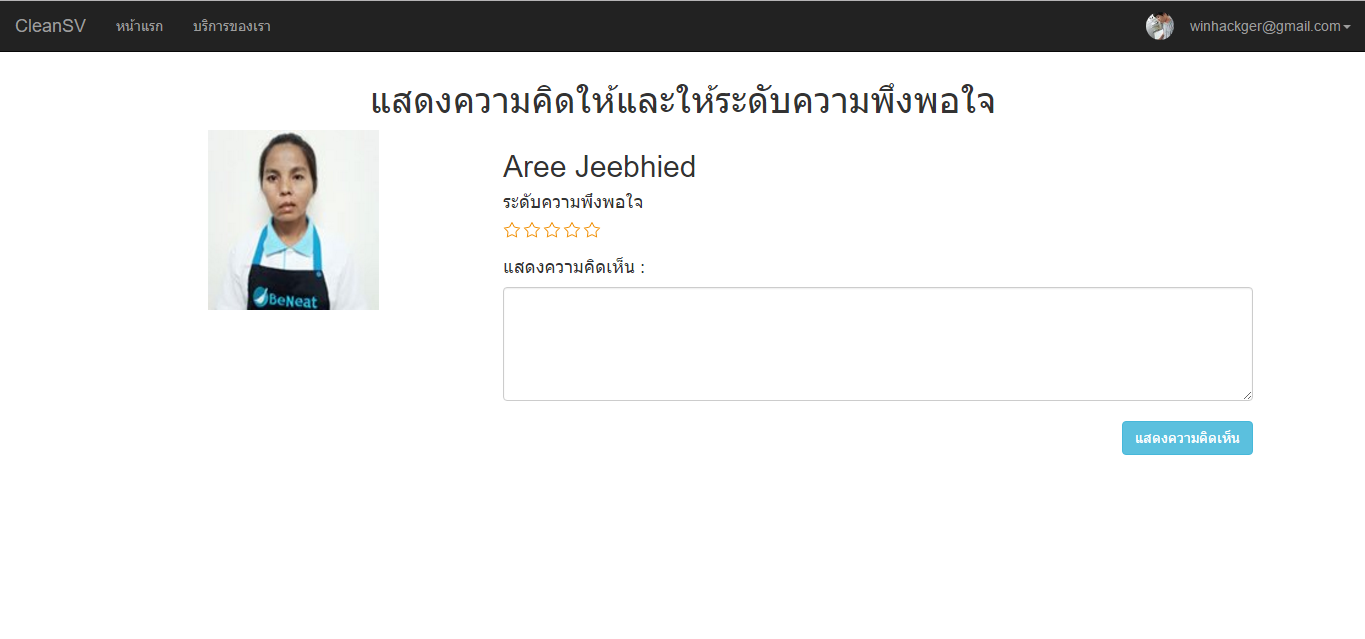 CleanSV หน้าแรก บริการของเรา winhackger@gmail.com
แสดงความคิดให้และให้ระดับความพึงพอใจ
Aree Jeebhied
ระดับความพึงพอใจ
แสดงความคิดเห็น :
BeNeat
แสดงความคิดเห็น